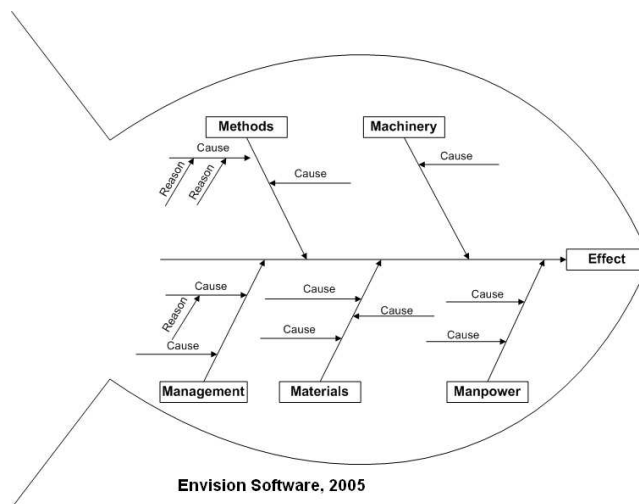 Methods
Machinery
Cause
Cause
Reason
Reason
Cause
Effect
Cause
Cause
Cause
Reason
Cause
Cause
Cause
Cause
Cause
Management
Materials
Manpower
Envision Software, 2005